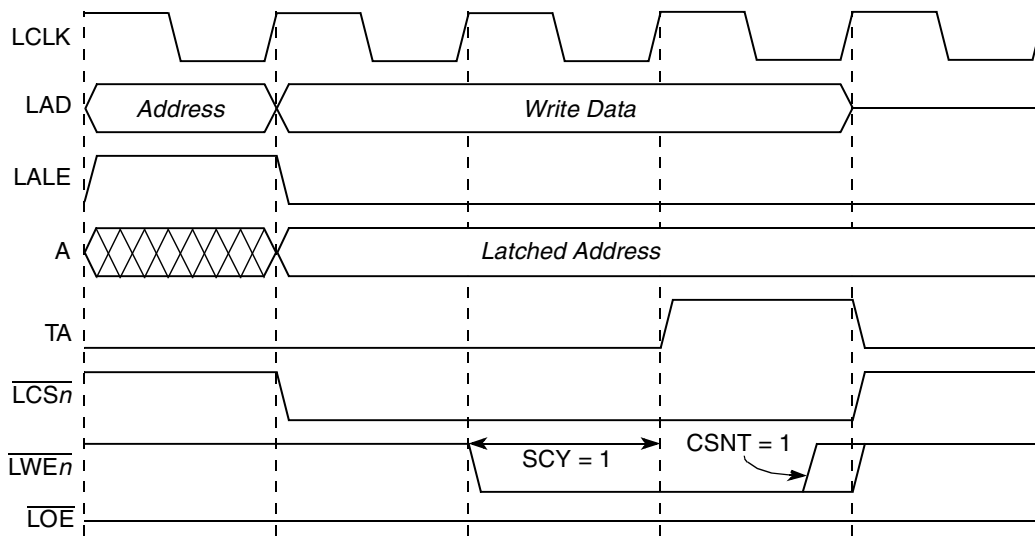 LCLK
LAD Address Write Data
LALE
A Latched Address
TA
LCSn
LWEn SCY = 1 CSNT = 1
LOE